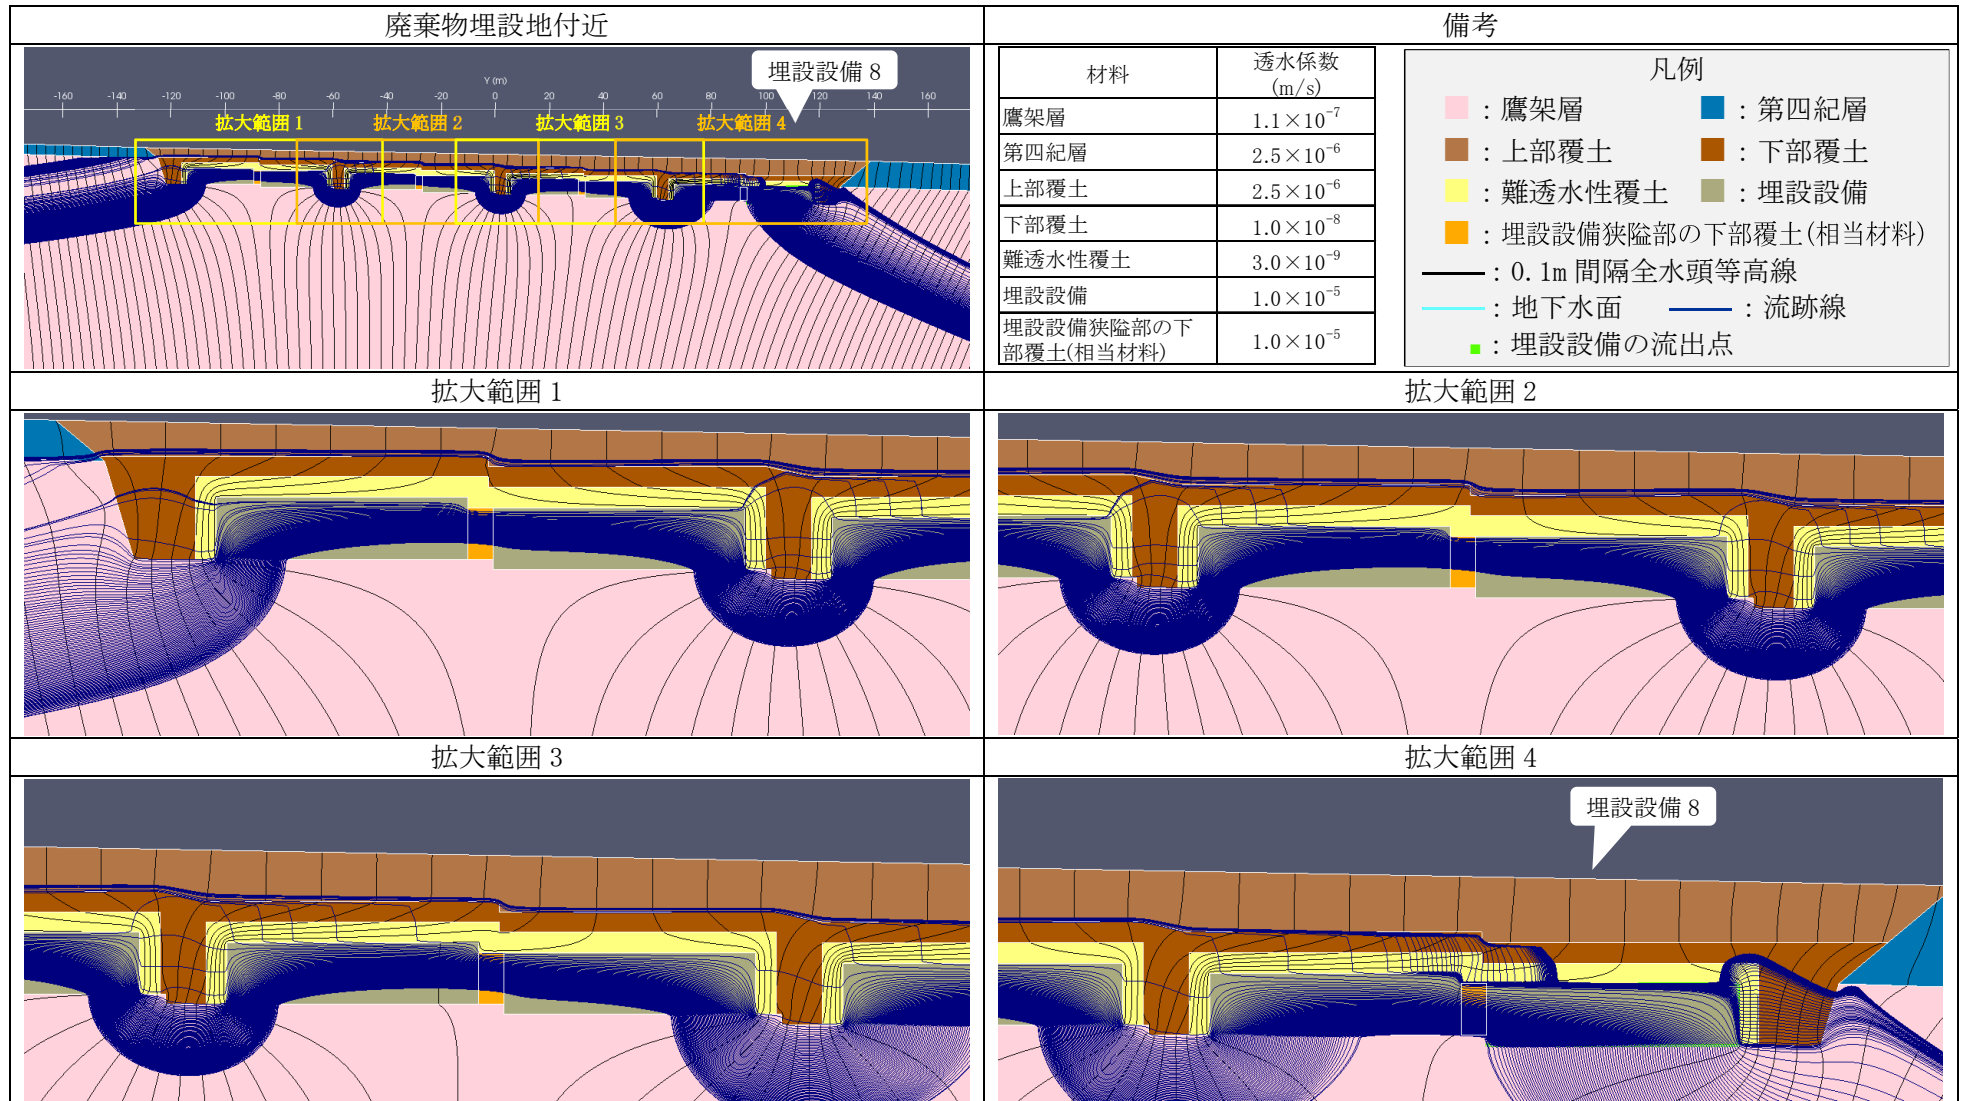 廃棄物埋設地付近
備考
Y (m)
-160 -140 -120 -100 -80 -60 -40 -20 0 20 40 60 80 100 120 140 160
埋設設備 8
拡大範囲 1
拡大範囲 2
拡大範囲 3
拡大範囲 4
材料 透水係数
(m/s)
鷹架層 1.1×10⁻⁷
第四紀層 2.5×10⁻⁶
上部覆土 2.5×10⁻⁶
下部覆土 1.0×10⁻⁸
難透水性覆土 3.0×10⁻⁹
埋設設備 1.0×10⁻⁵
埋設設備狭隘部の下
部覆土(相当材料) 1.0×10⁻⁵
凡例
：鷹架層 ：第四紀層
：上部覆土 ：下部覆土
：難透水性覆土 ：埋設設備
：埋設設備狭隘部の下部覆土(相当材料)
：0.1m 間隔全水頭等高線
：地下水面 ：流跡線
：埋設設備の流出点
拡大範囲 1
拡大範囲 2
拡大範囲 3
拡大範囲 4
埋設設備 8